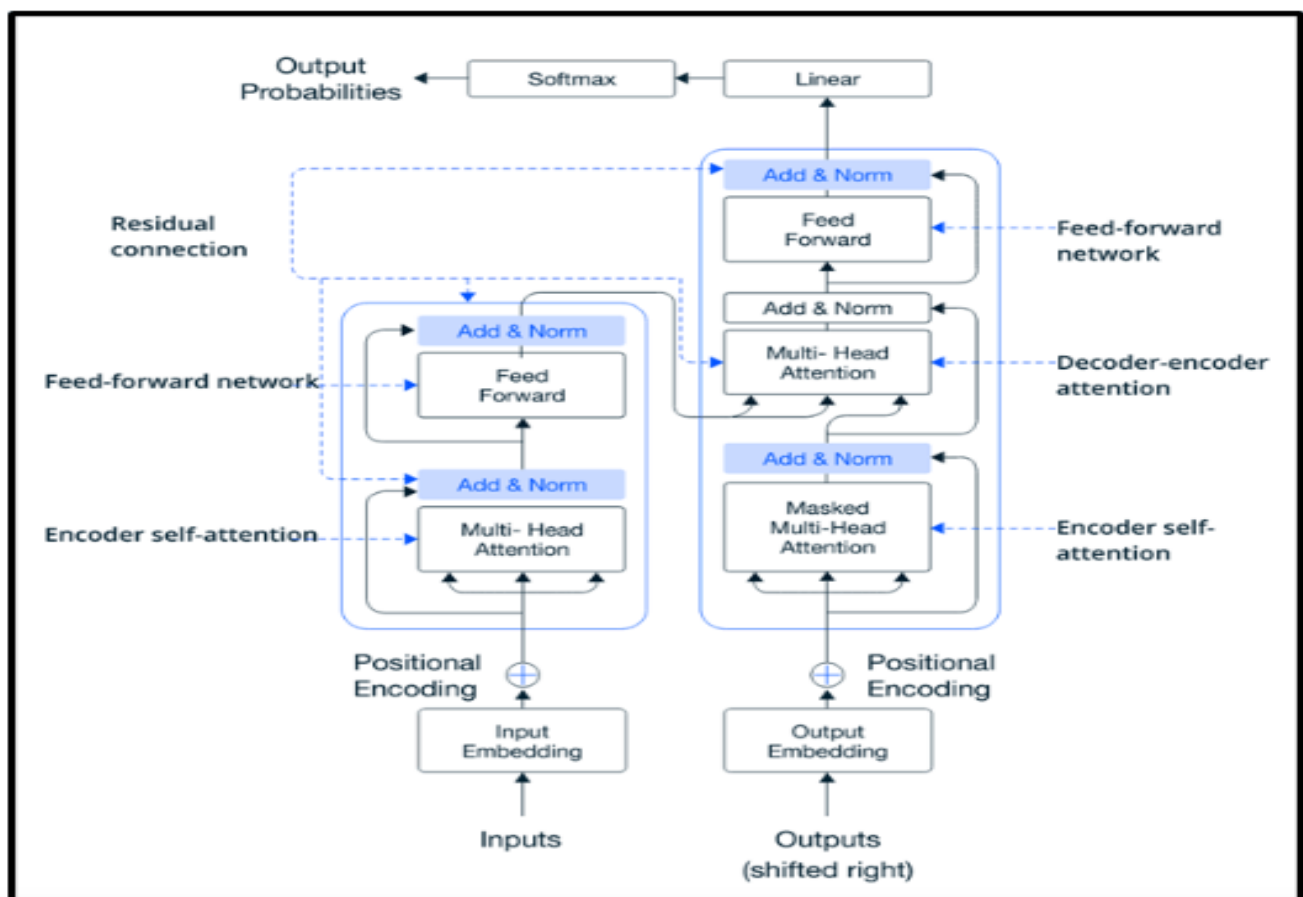 Output
Probabilities
Softmax
Linear
Residual
connection
Add & Norm
Feed
Forward
Feed-forward
network
Add & Norm
Multi- Head
Attention
Decoder-encoder
attention
Add & Norm
Feed-forward network
Feed
Forward
Add & Norm
Masked
Multi-Head
Attention
Encoder self-
attention
Add & Norm
Encoder self-attention
Multi- Head
Attention
Positional
Encoding
Positional
Encoding
Input
Embedding
Output
Embedding
Inputs
Outputs
(shifted right)